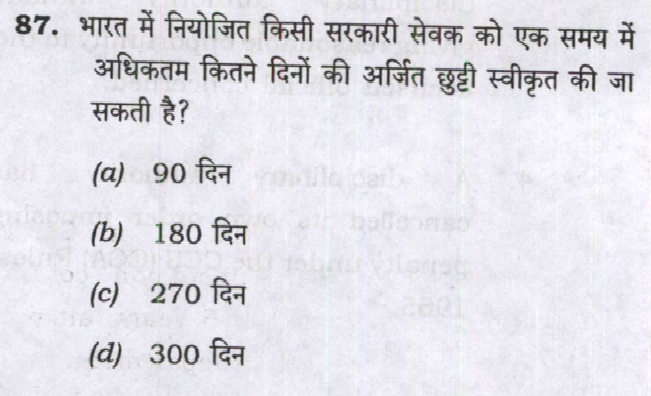 87. भारत में नियोजित किसी सरकारी सेवक को एक समय में
अधिकतम कितने दिनों की अर्जित छुट्टी स्वीकृत की जा
सकती है?
(a) 90 दिन
(b) 180 दिन
(c) 270 दिन
(d) 300 दिन